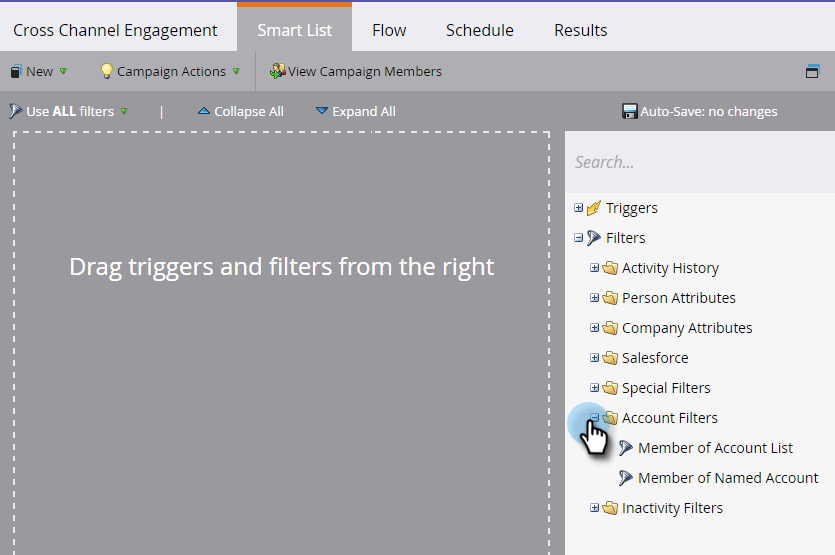 Cross Channel Engagement Smart List Flow Schedule Results
New Campaign Actions View Campaign Members
Use ALL filters | Collapse All Expand All Auto-Save: no changes
Search...
Triggers
Filters
Drag triggers and filters from the right
Activity History
Person Attributes
Company Attributes
Salesforce
Special Filters
Account Filters
Member of Account List
Member of Named Account
Inactivity Filters